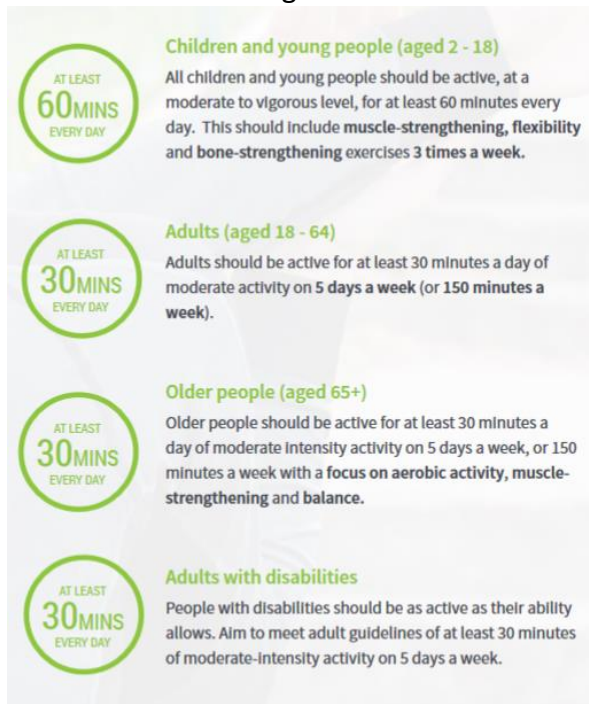 Children and young people (aged 2 - 18)
AT LEAST
60MINS
EVERY DAY
All children and young people should be active, at a
moderate to vigorous level, for at least 60 minutes every
day. This should include muscle-strengthening, flexibility
and bone-strengthening exercises 3 times a week.
Adults (aged 18 - 64)
AT LEAST
30MINS
EVERY DAY
Adults should be active for at least 30 minutes a day of
moderate activity on 5 days a week (or 150 minutes a
week).
Older people (aged 65+)
AT LEAST
30MINS
EVERY DAY
Older people should be active for at least 30 minutes a
day of moderate intensity activity on 5 days a week, or 150
minutes a week with a focus on aerobic activity, muscle-
strengthening and balance.
Adults with disabilities
AT LEAST
30MINS
EVERY DAY
People with disabilities should be as active as their ability
allows. Aim to meet adult guidelines of at least 30 minutes
of moderate-intensity activity on 5 days a week.